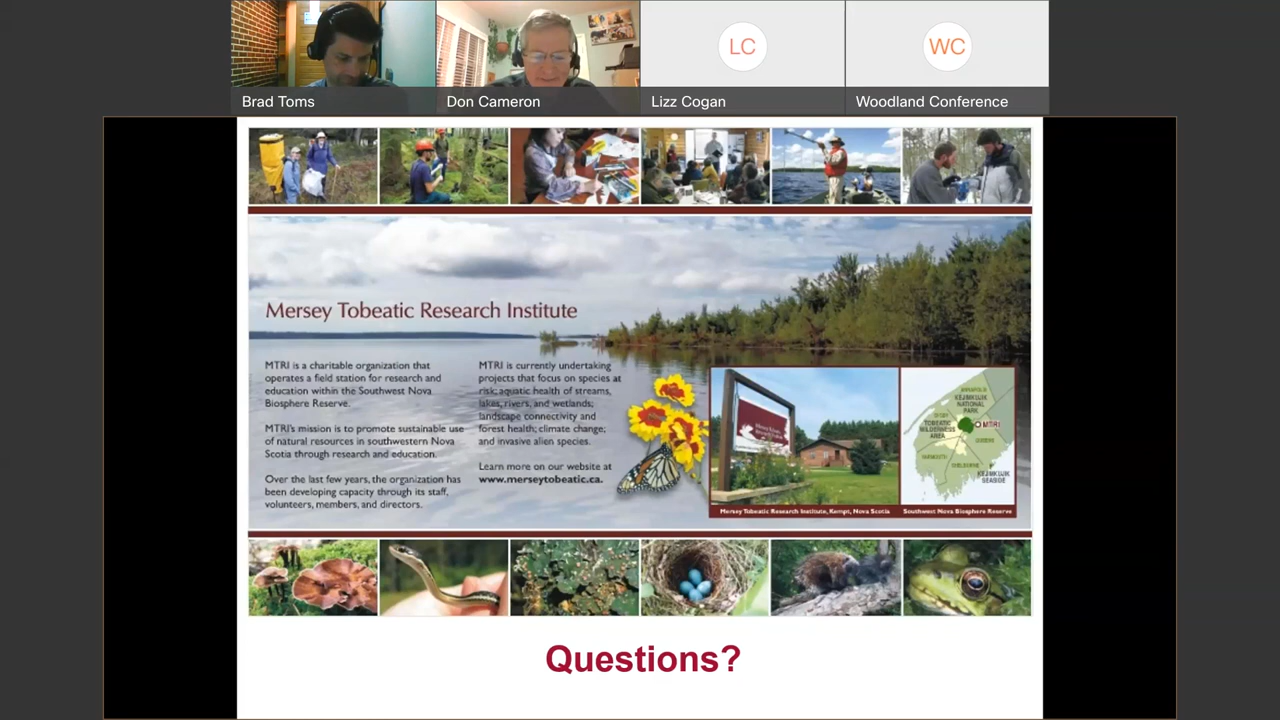 LC
WC
Brad Toms
Don Cameron
Lizz Cogan
Woodland Conference
Mersey Tobeatic Research Institute
MTRI is a charitable organization that
operates a field station for research and
education within the Southwest Nova
Biosphere Reserve.
MTRI's mission is to promote sustainable use
of natural resources in southwestern Nova
Scotia through research and education.
Over the last few years, the organization has
been developing capacity through its staff,
volunteers, members, and directors.
MTRI is currently undertaking
projects that focus on species at
risk; aquatic health of streams,
lakes, rivers, and wetlands;
landscape connectivity and
forest health; climate change;
and invasive alien species.
Learn more on our website at
www.merseytobeatic.ca.
ANNAPOLIS
KEJIMKUJIK
NATIONAL
PARK
DIGBY
TOBEATIC
WILDERNESS
AREA
MTRI
QUEENS
YARMOUTH
SHELBURNE
KEJIMKUJIK
SEASIDE
Mersey Tobeatic Research Institute, Kempt, Nova Scotia
Southwest Nova Biosphere Reserve
Questions?